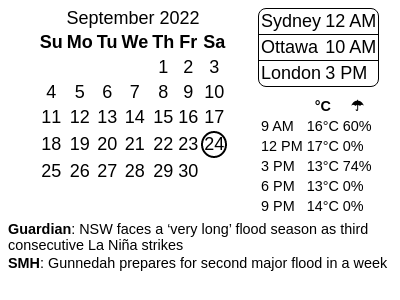 September 2022
Su Mo Tu We Th Fr Sa
1 2 3
4 5 6 7 8 9 10
11 12 13 14 15 16 17
18 19 20 21 22 23 24
25 26 27 28 29 30
Sydney 12 AM
Ottawa 10 AM
London 3 PM
°C ☂
9 AM 16°C 60%
12 PM 17°C 0%
3 PM 13°C 74%
6 PM 13°C 0%
9 PM 14°C 0%
Guardian: NSW faces a ‘very long’ flood season as third
consecutive La Niña strikes
SMH: Gunnedah prepares for second major flood in a week